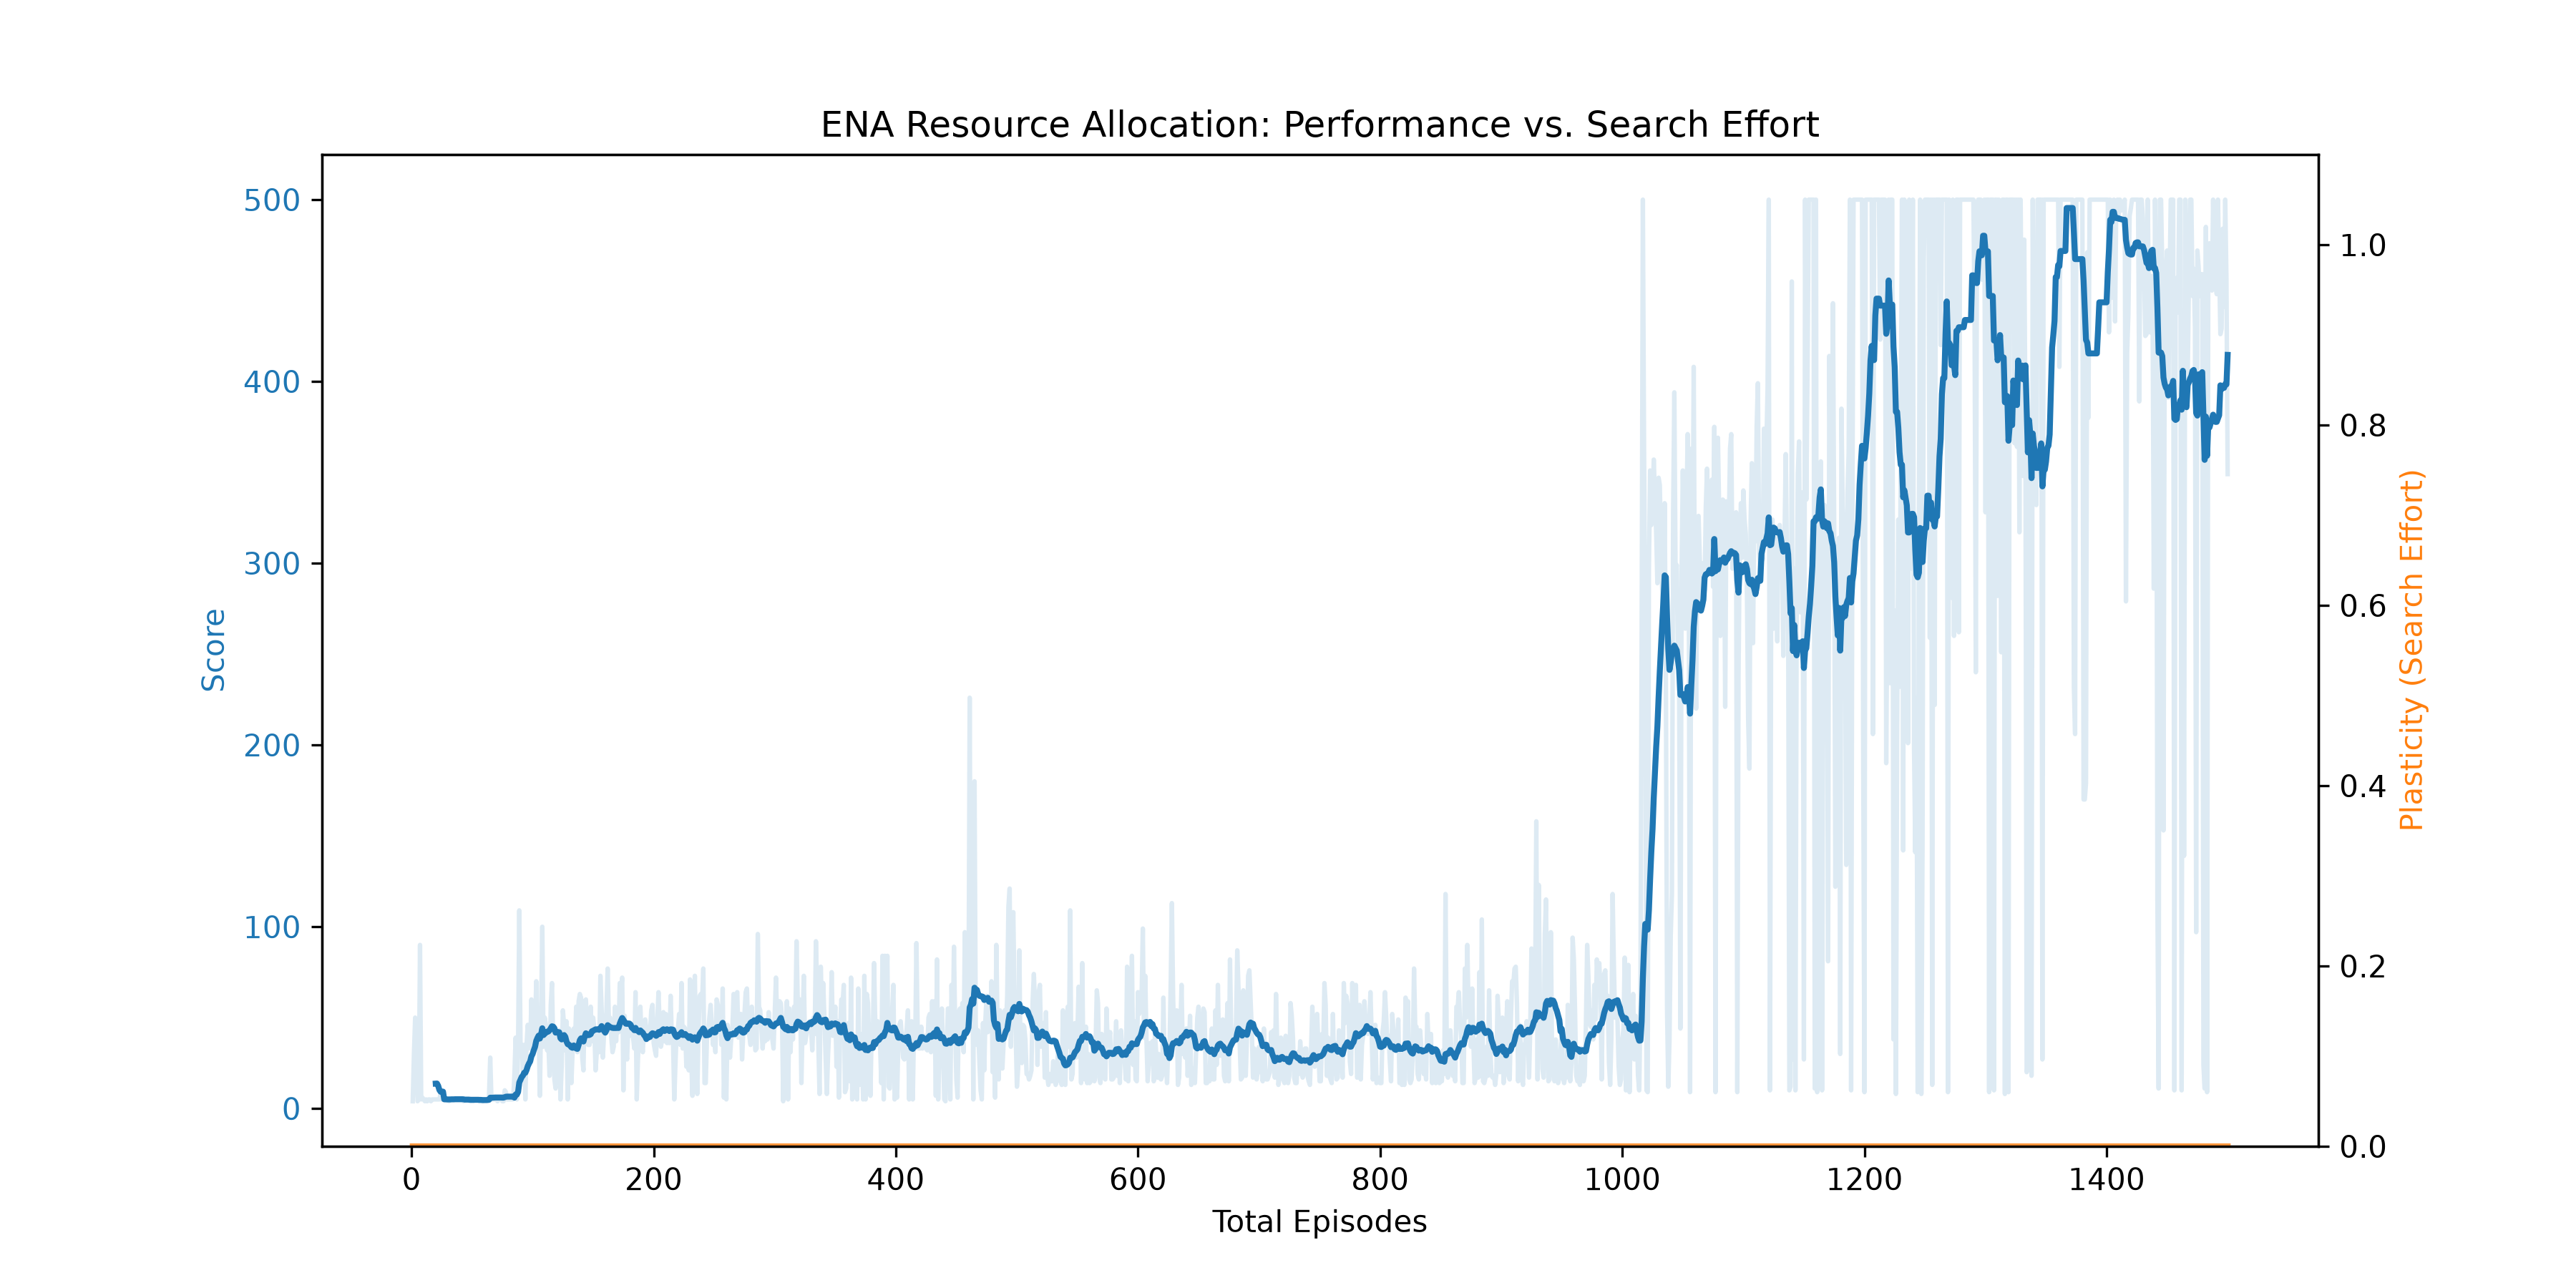 ENA Resource Allocation: Performance vs. Search Effort
500
400
300
200
100
0
Score
1.0
0.8
0.6
0.4
0.2
0.0
Plasticity (Search Effort)
0 200 400 600 800 1000 1200 1400
Total Episodes